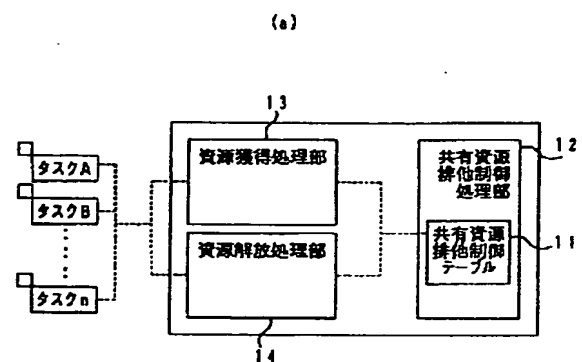 (a)
13
資源獲得処理部
12
共有資源
排他制御
処理部
タスクA
タスクB
タスクn
共有資源
排他制御
テーブル
11
資源解放処理部
14